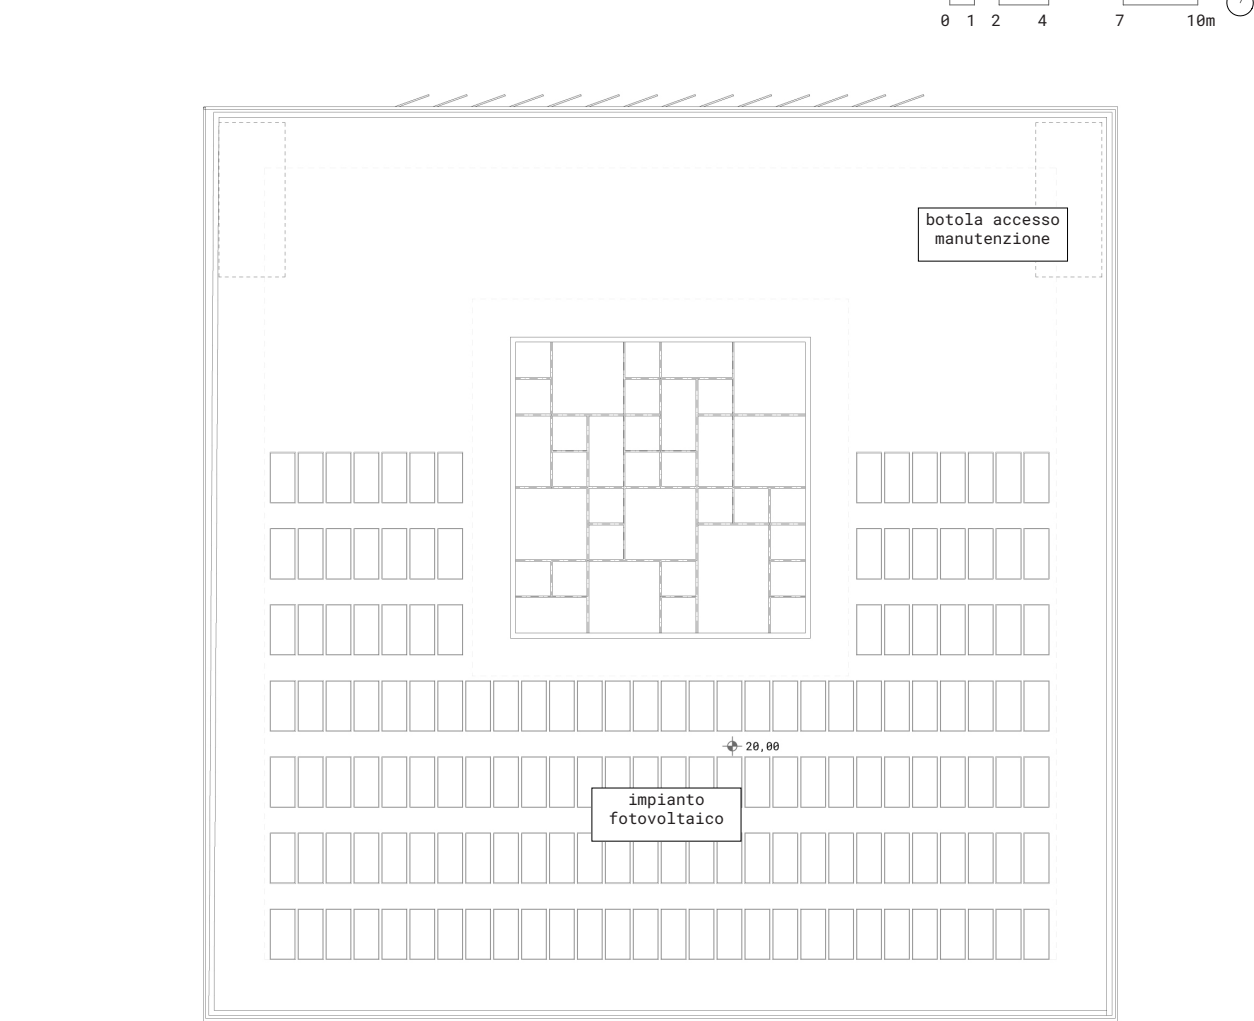 0 1 2 4 7 10m
botola accesso
manutenzione
20,00
impianto
fotovoltaico